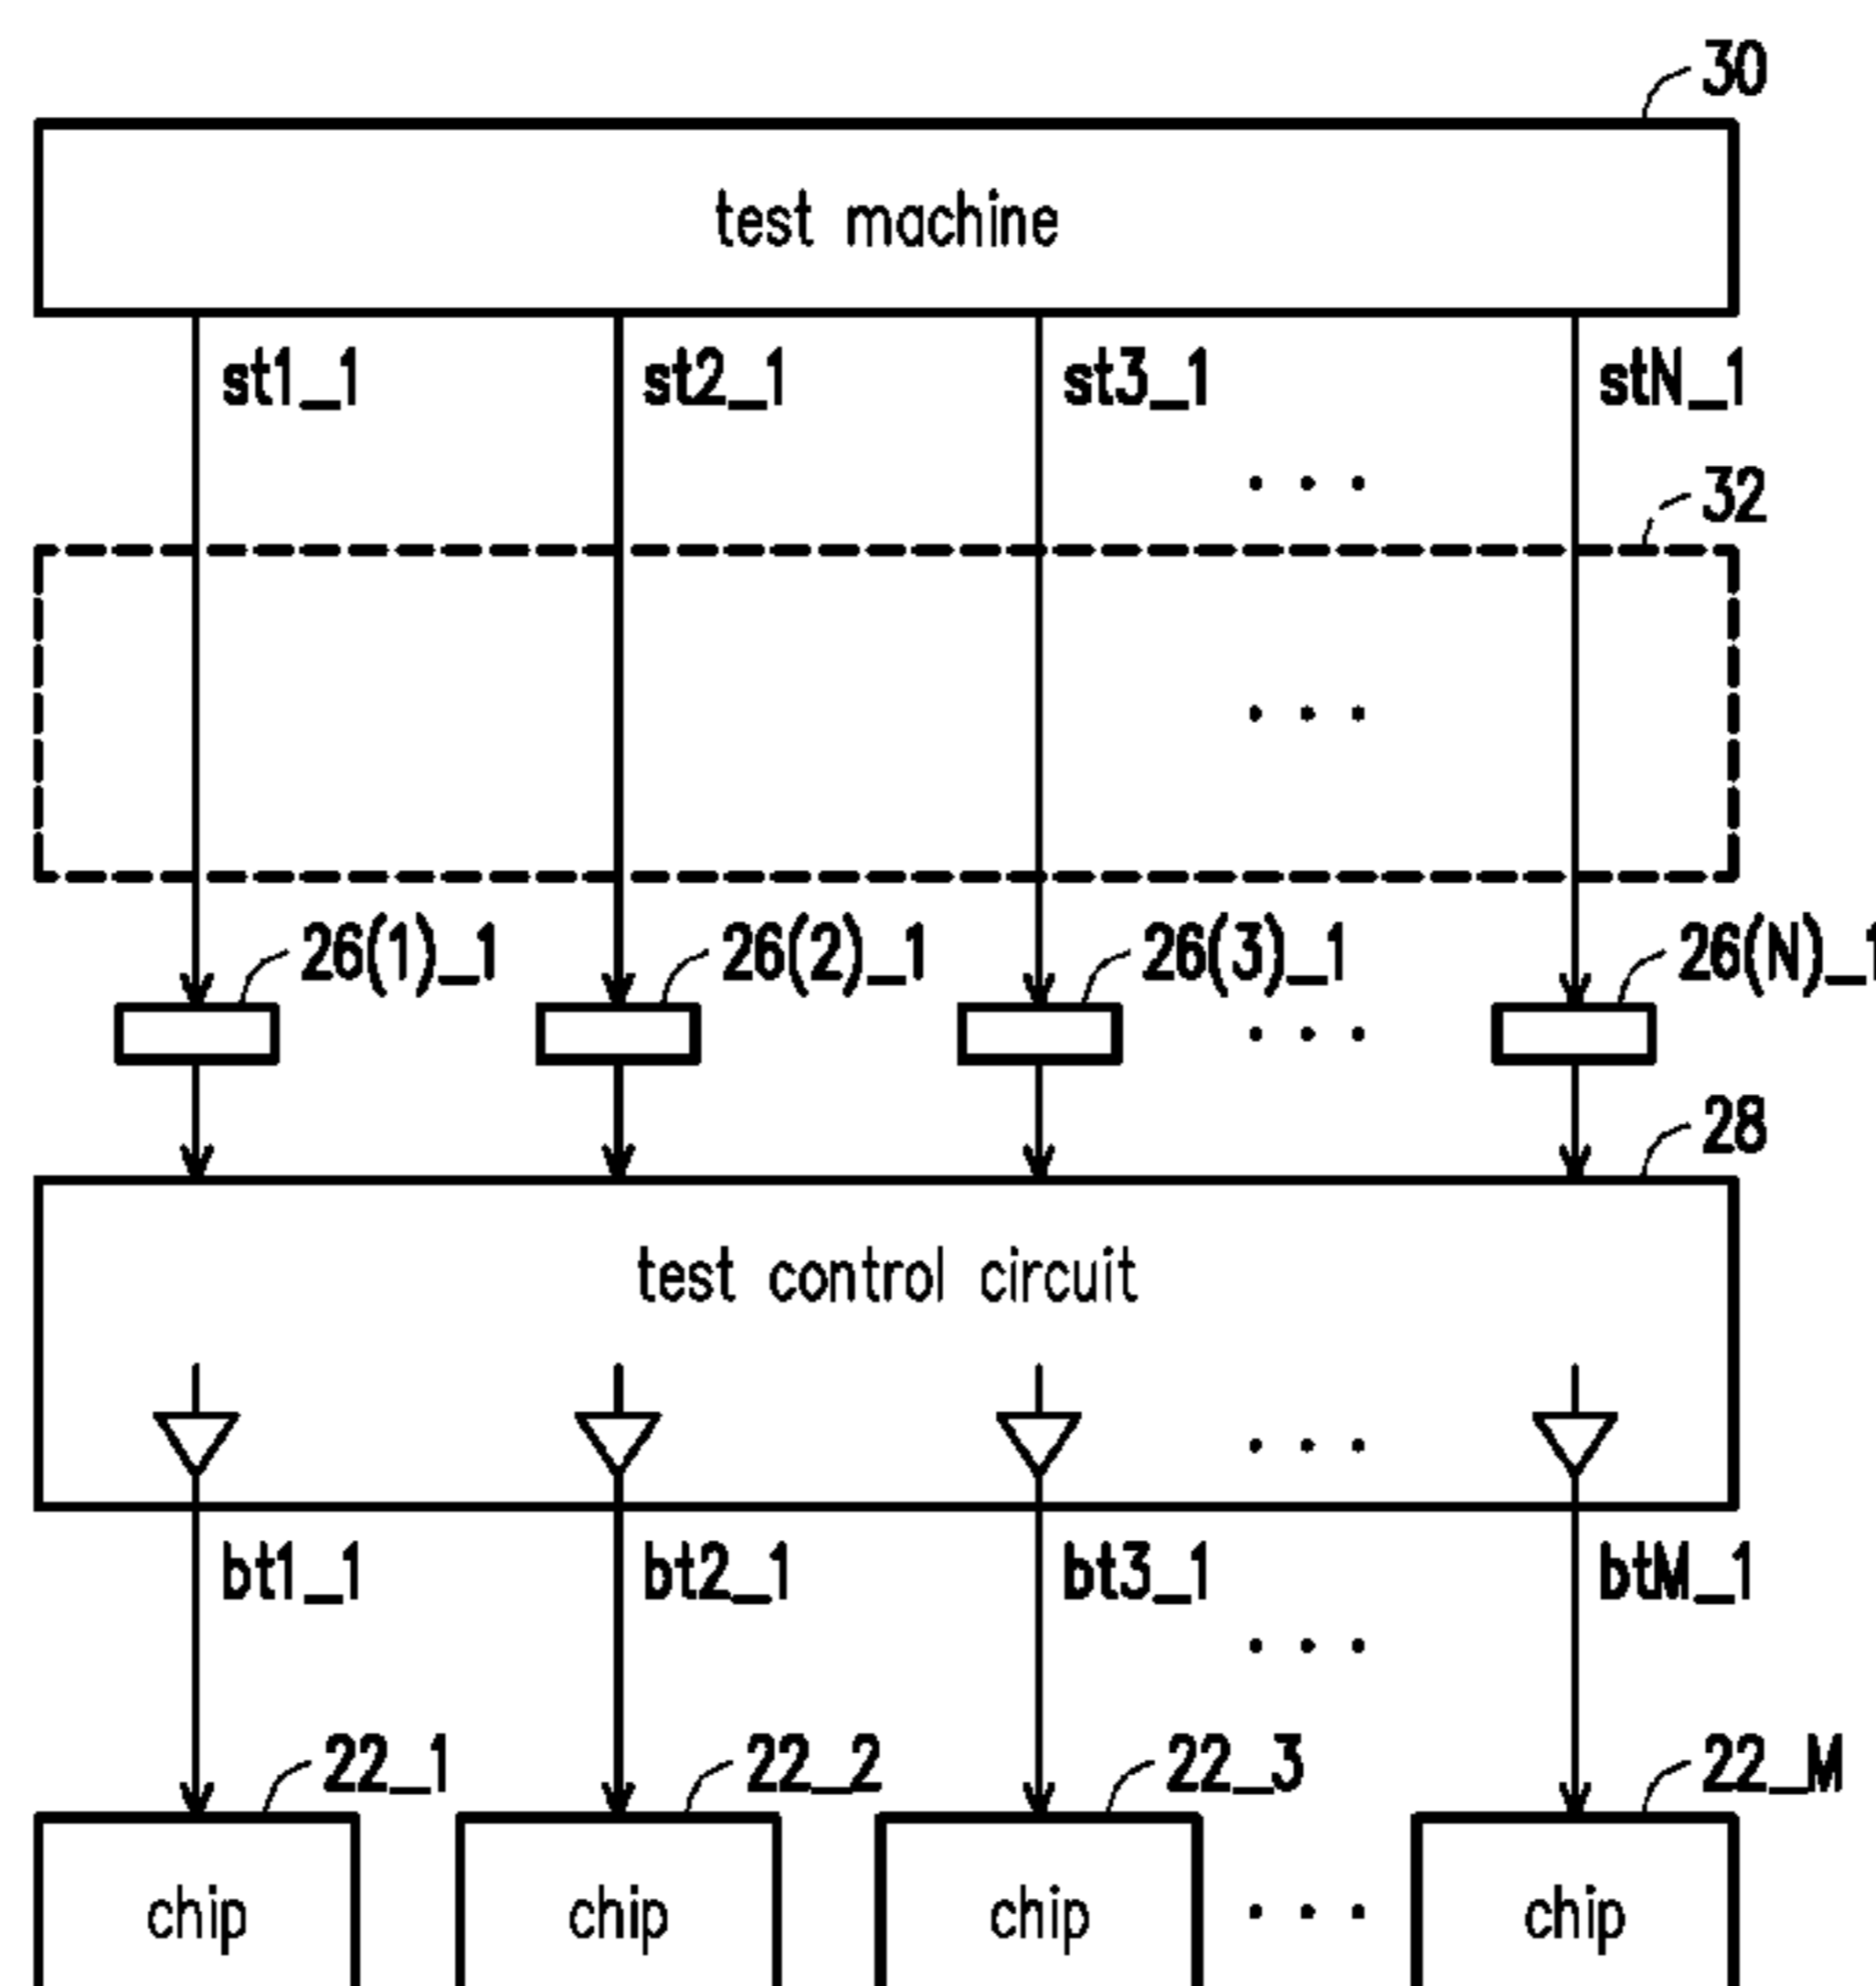 30
test machine
st1_1 st2_1 st3_1 stN_1
. . .
32
. . .
26(1)_1 26(2)_1 26(3)_1 26(N)_1
. . .
28
test control circuit
. . .
bt1_1 bt2_1 bt3_1 btM_1
. . .
22_1 22_2 22_3 22_M
chip chip chip . . . chip